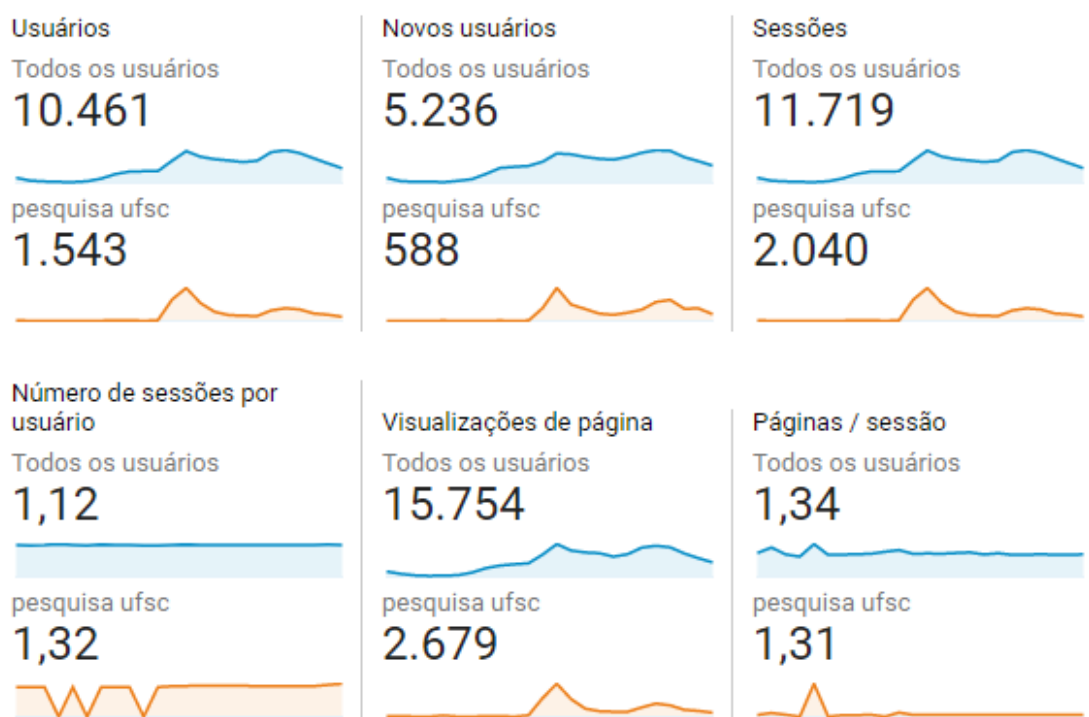 Usuários
Todos os usuários
10.461
pesquisa ufsc
1.543
Novos usuários
Todos os usuários
5.236
pesquisa ufsc
588
Sessões
Todos os usuários
11.719
pesquisa ufsc
2.040
Número de sessões por
usuário
Todos os usuários
1,12
pesquisa ufsc
1,32
Visualizações de página
Todos os usuários
15.754
pesquisa ufsc
2.679
Páginas / sessão
Todos os usuários
1,34
pesquisa ufsc
1,31